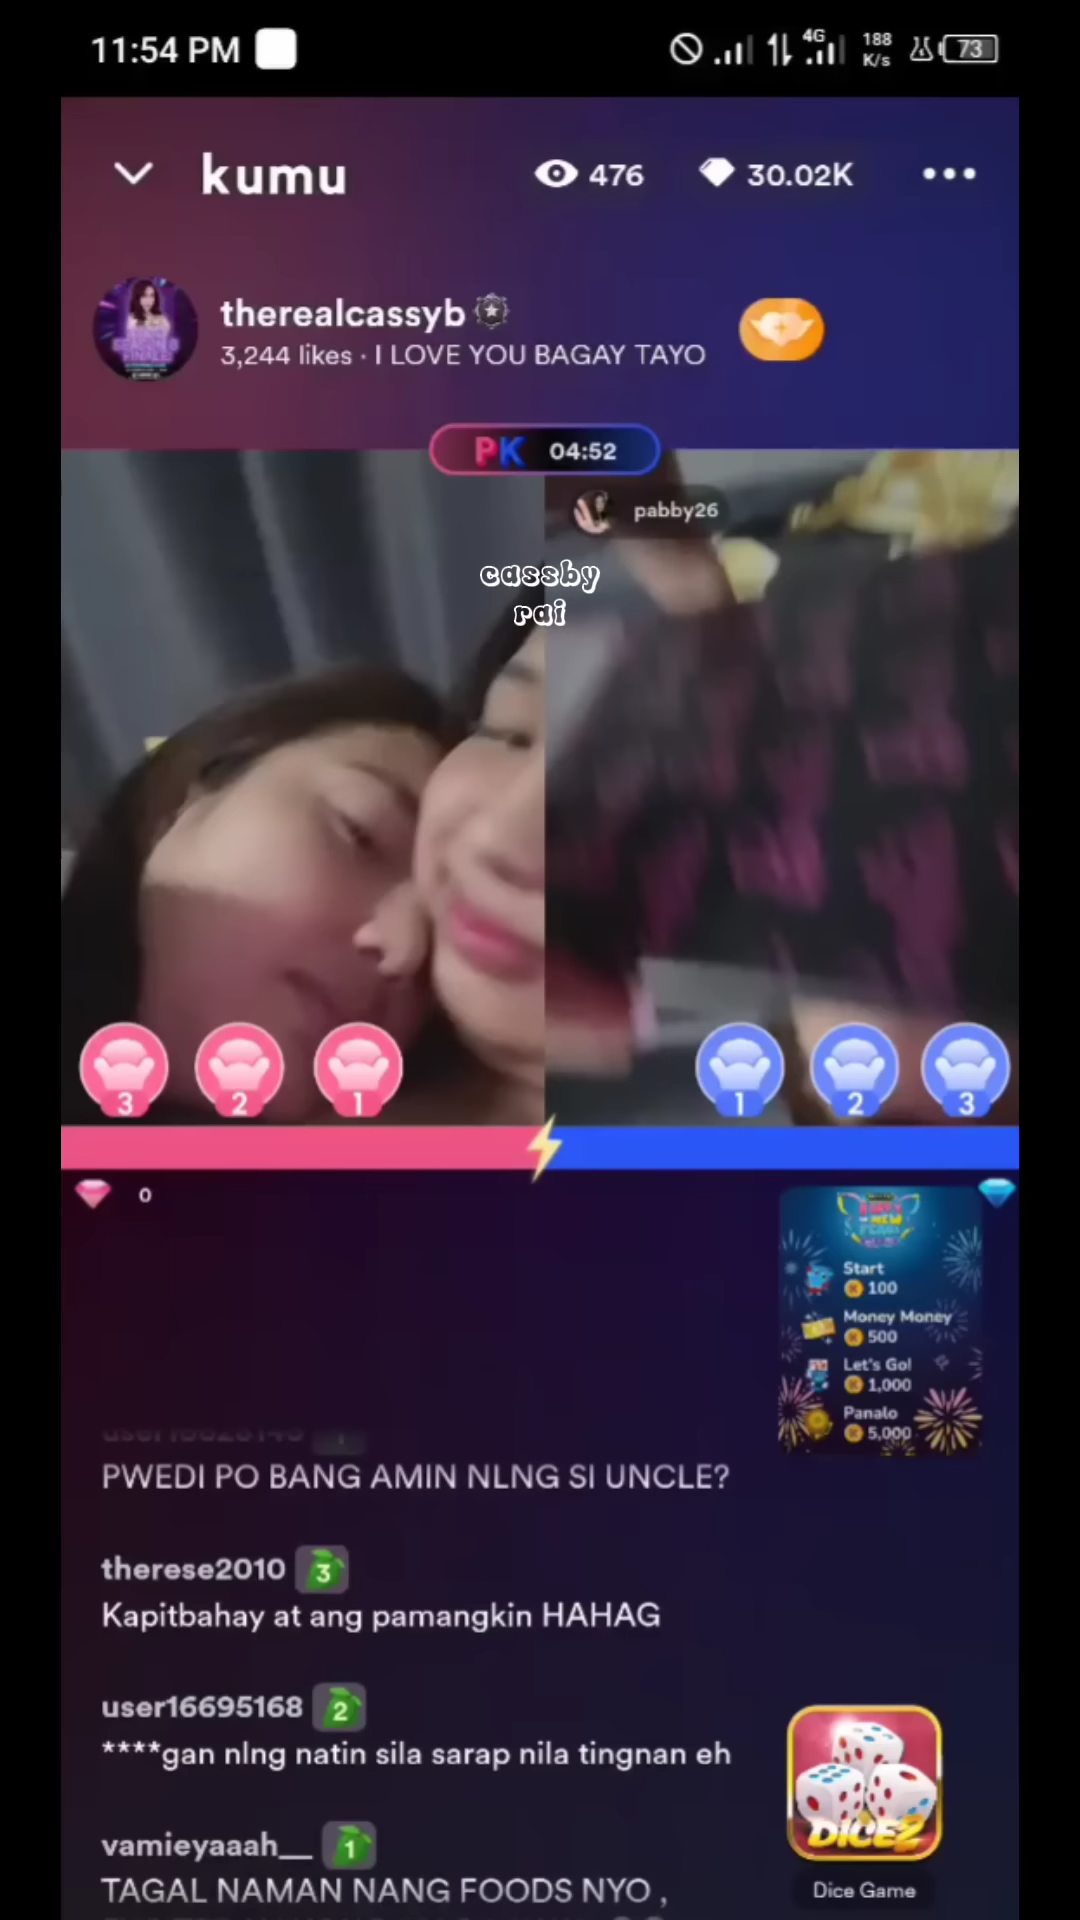 11:54 PM
4G
188
K/s
73
kumu
476
30.02K
therealcassyb
3,244 likes · I LOVE YOU BAGAY TAYO
PK 04:52
pabby26
cassby
rai
3
2
1
1
2
3
0
Start
100
Money Money
500
Let's Go!
1,000
Panalo
5,000
PWEDI PO BANG AMIN NLNG SI UNCLE?
therese2010 3
Kapitbahay at ang pamangkin HAHAG
user16695168 2
****gan nlng natin sila sarap nila tingnan eh
vamieyaaah__ 1
TAGAL NAMAN NANG FOODS NYO ,
DICE2
Dice Game